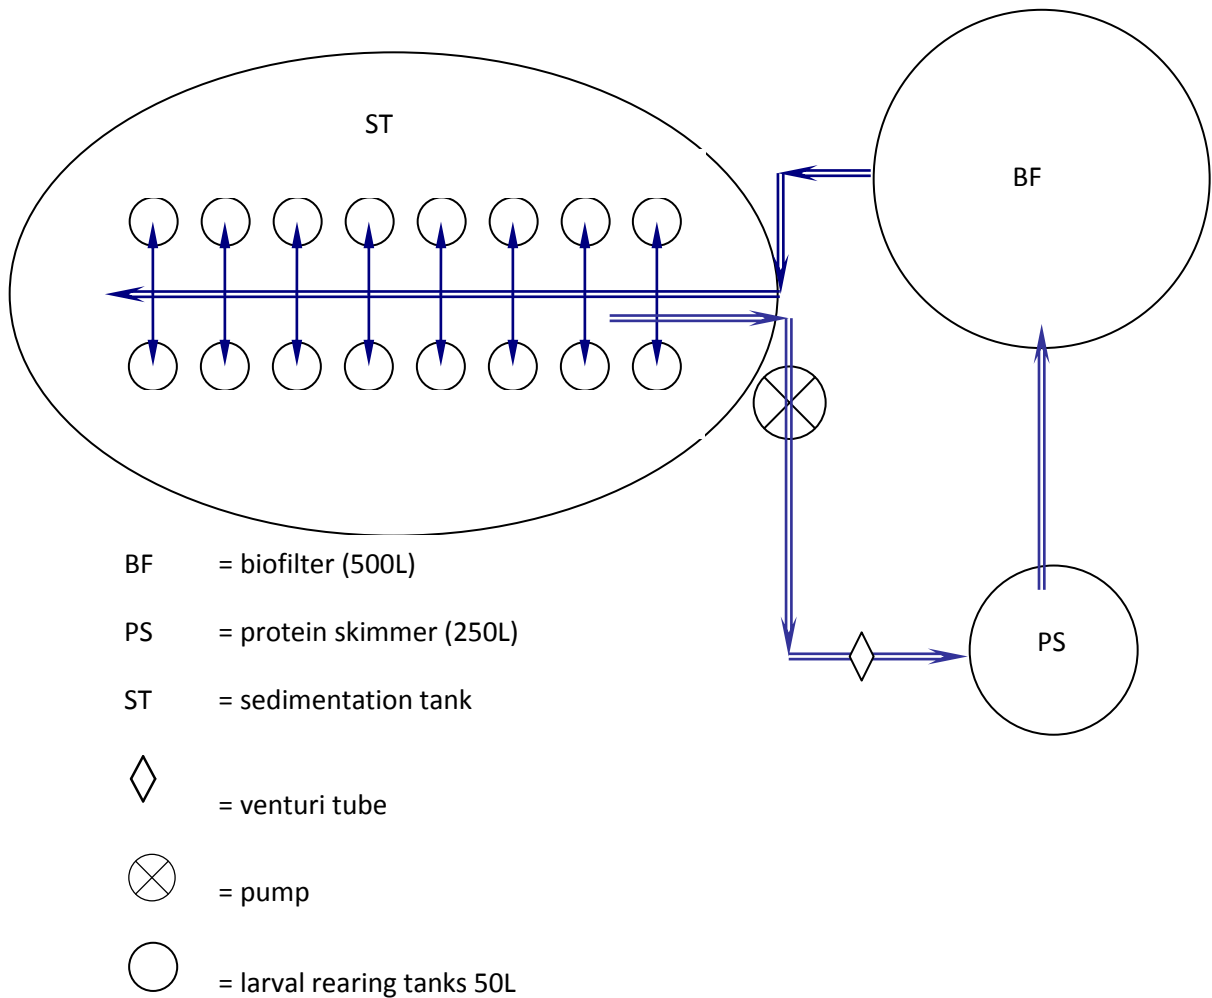 ST
BF
PS
BF = biofilter (500L)
PS = protein skimmer (250L)
ST = sedimentation tank
= venturi tube
= pump
= larval rearing tanks 50L